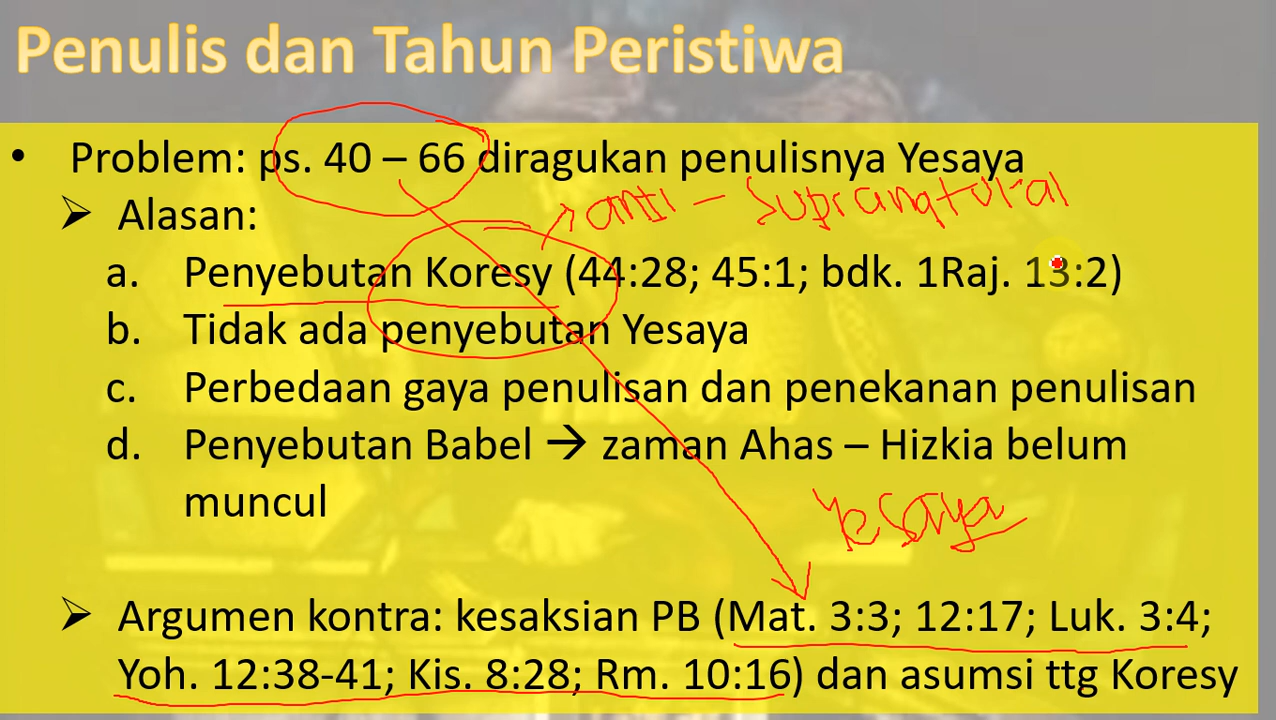 Penulis dan Tahun Peristiwa
• Problem: ps. 40 – 66 diragukan penulisnya Yesaya
anti - Supranatural
➢ Alasan:
a. Penyebutan Koresy (44:28; 45:1; bdk. 1Raj. 13:2)
b. Tidak ada penyebutan Yesaya
c. Perbedaan gaya penulisan dan penekanan penulisan
d. Penyebutan Babel → zaman Ahas – Hizkia belum
muncul
Yesaya
➢ Argumen kontra: kesaksian PB (Mat. 3:3; 12:17; Luk. 3:4;
Yoh. 12:38-41; Kis. 8:28; Rm. 10:16) dan asumsi ttg Koresy